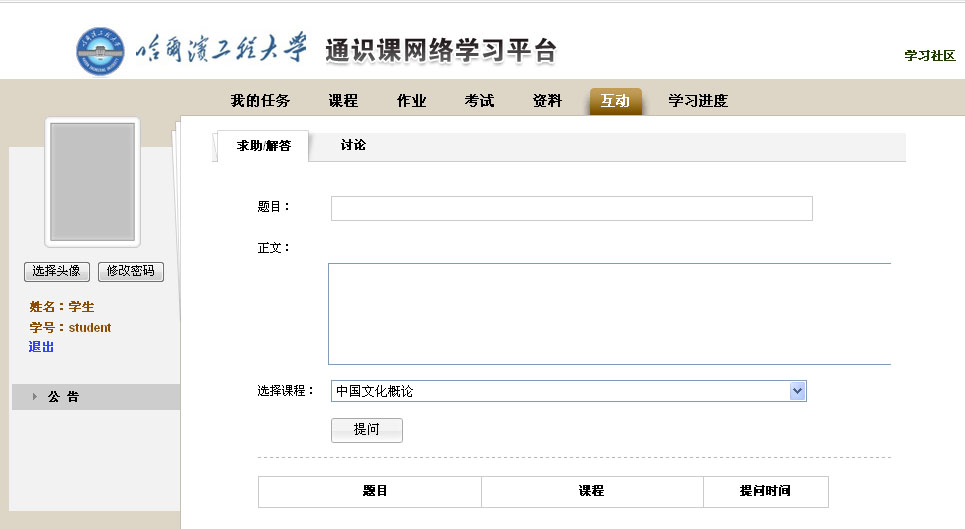 哈尔滨工程大学 通识课网络学习平台
学习社区
我的任务 课程 作业 考试 资料 互动 学习进度
求助/解答 讨论
题目：
正文：
选择头像 修改密码
姓名：学生
学号：student
退出
公 告
选择课程： 中国文化概论
提问
题目 课程 提问时间